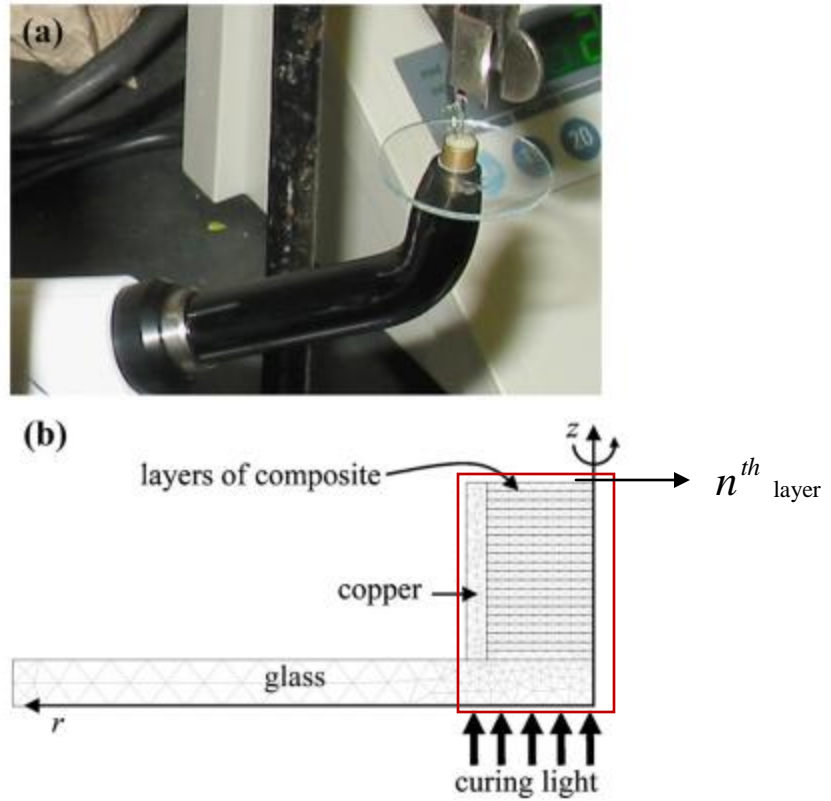 (a)
20
(b)
z
layers of composite
n^th layer
copper
glass
r
curing light